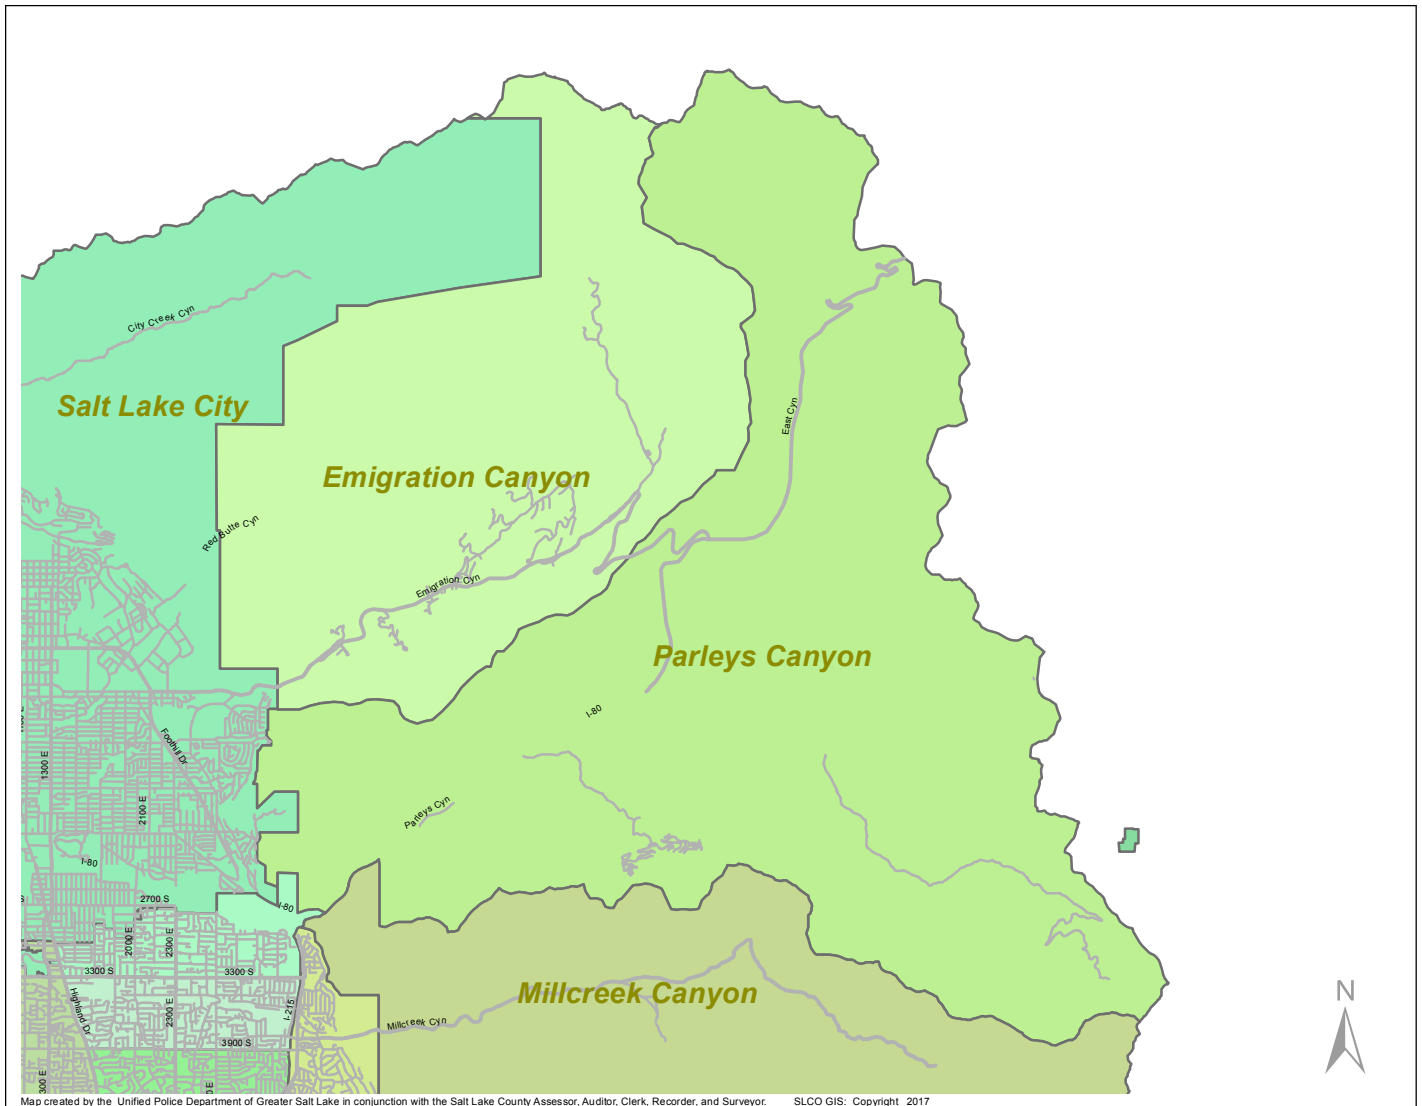 City Creek Cyn
Salt Lake City
East Cyn
Emigration Canyon
Red Butte Cyn
Emigration Cyn
Parleys Canyon
I-80
Foothill Dr
1300 E
2100 E
Parleys Cyn
I-80
2700 S
I-80
S
2000 E
2300 E
3300 S
3300 S
Millcreek Canyon
N
Highland Dr
2300 E
I-215
Millcreek Cyn
3900 S
300 E
0 E
Map created by the Unified Police Department of Greater Salt Lake in conjunction with the Salt Lake County Assessor, Auditor, Clerk, Recorder, and Surveyor. SLCO GIS: Copyright 2017